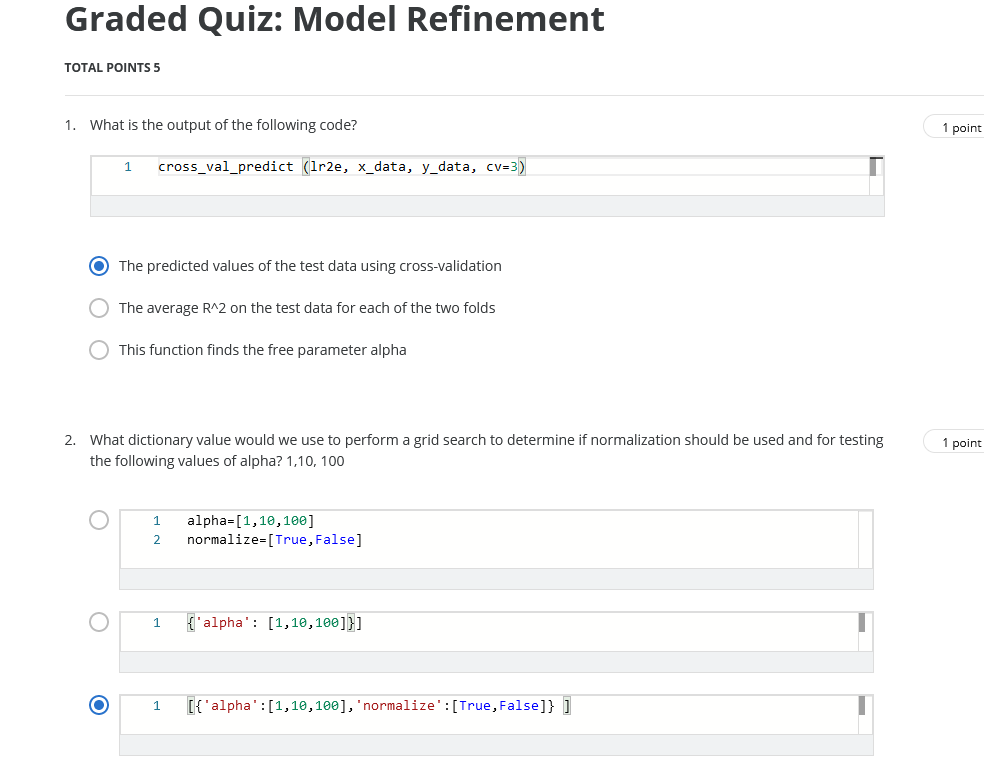 Graded Quiz: Model Refinement
TOTAL POINTS 5
1. What is the output of the following code?
1 point
1 cross_val_predict (lr2e, x_data, y_data, cv=3)
The predicted values of the test data using cross-validation
The average R^2 on the test data for each of the two folds
This function finds the free parameter alpha
2. What dictionary value would we use to perform a grid search to determine if normalization should be used and for testing
the following values of alpha? 1,10, 100
1 point
1 alpha=[1,10,100]
2 normalize=[True,False]
1 {'alpha': [1,10,100]}]
1 [{'alpha':[1,10,100],'normalize':[True,False]} ]